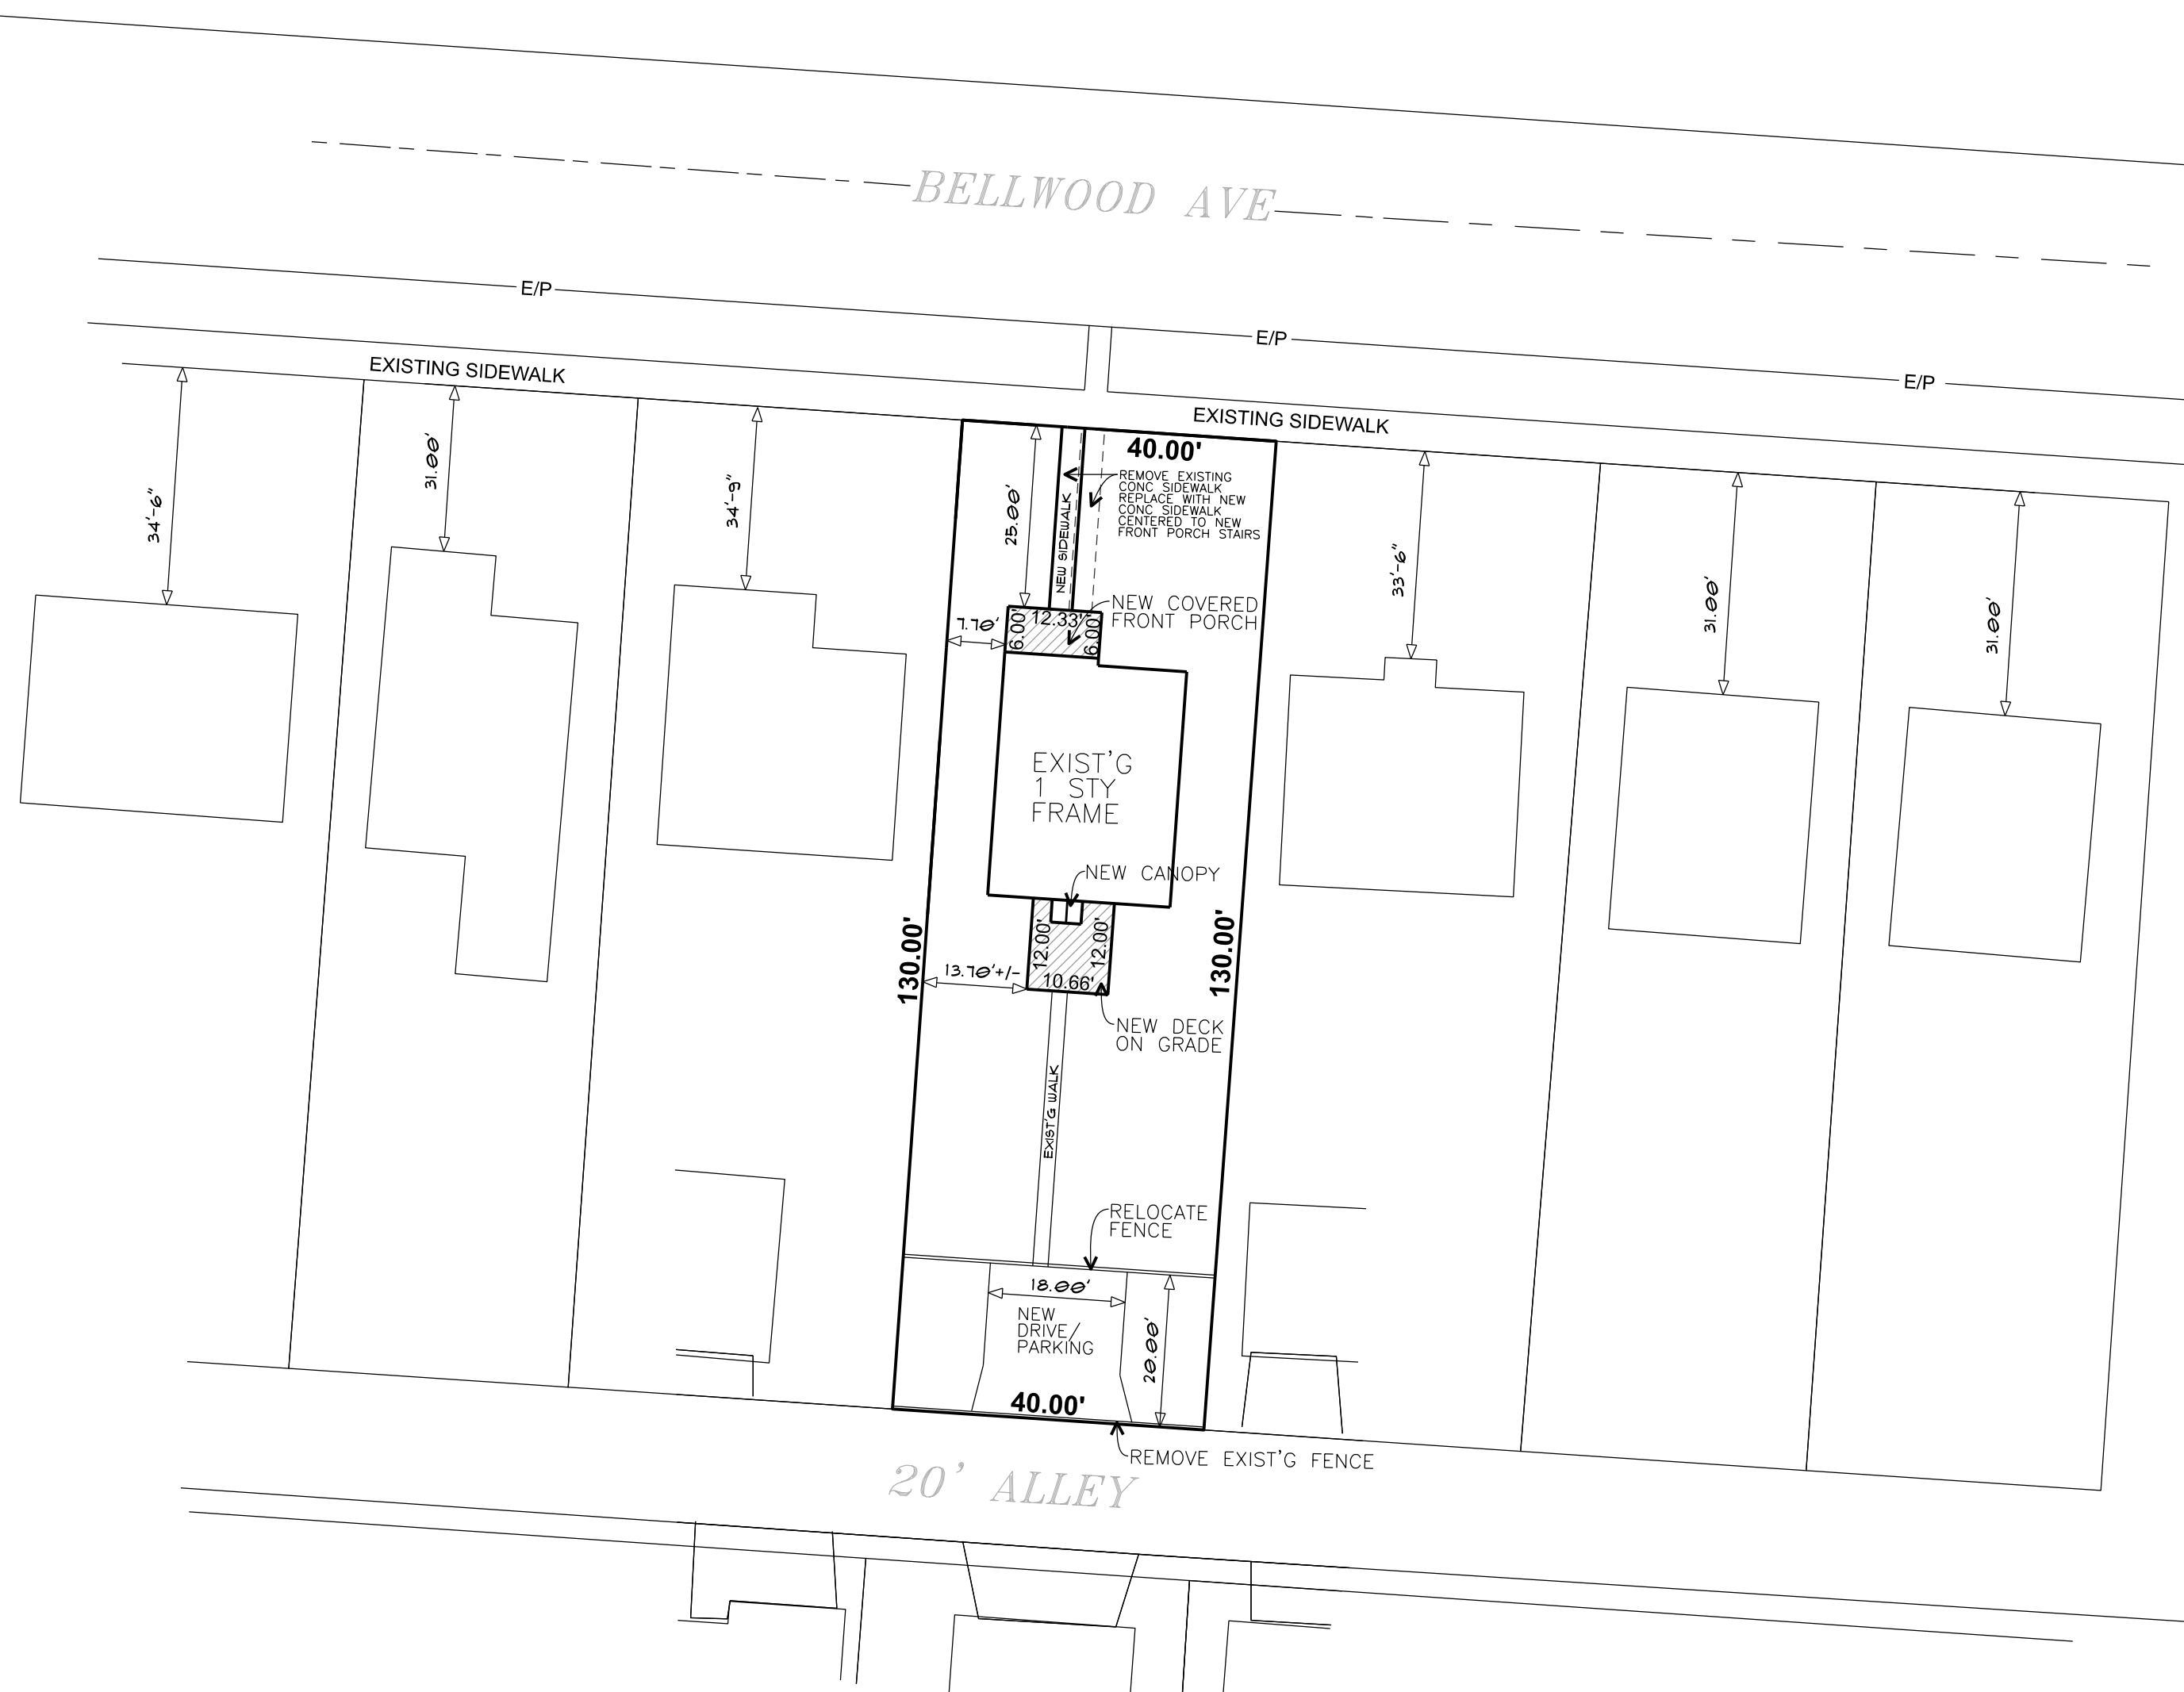 BELLWOOD AVE
E/P
E/P
E/P
EXISTING SIDEWALK
EXISTING SIDEWALK
34'-6"
31.00'
34'-9"
25.00'
NEW SIDEWALK
40.00'
REMOVE EXISTING
CONC SIDEWALK
REPLACE WITH NEW
CONC SIDEWALK
CENTERED TO NEW
FRONT PORCH STAIRS
33'-6"
31.00'
31.00'
7.70'
6.00'
12.33'
6.00'
NEW COVERED
FRONT PORCH
EXIST'G
1 STY
FRAME
NEW CANOPY
130.00'
13.70'+/-
12.00'
12.00'
10.66'
130.00'
NEW DECK
ON GRADE
EXIST'G WALK
RELOCATE
FENCE
18.00'
NEW
DRIVE/
PARKING
20.00'
40.00'
REMOVE EXIST'G FENCE
20' ALLEY